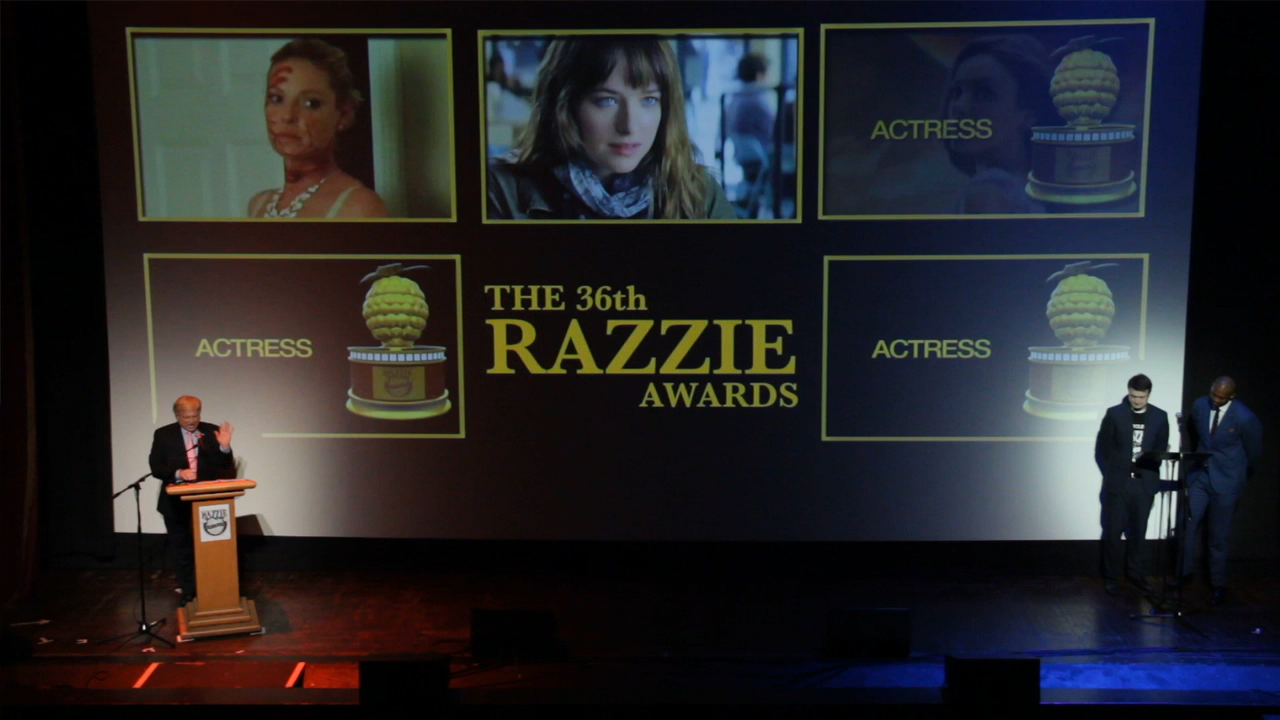 ACTRESS
ACTRESS
THE 36th
RAZZIE
AWARDS
ACTRESS
RAZZIE